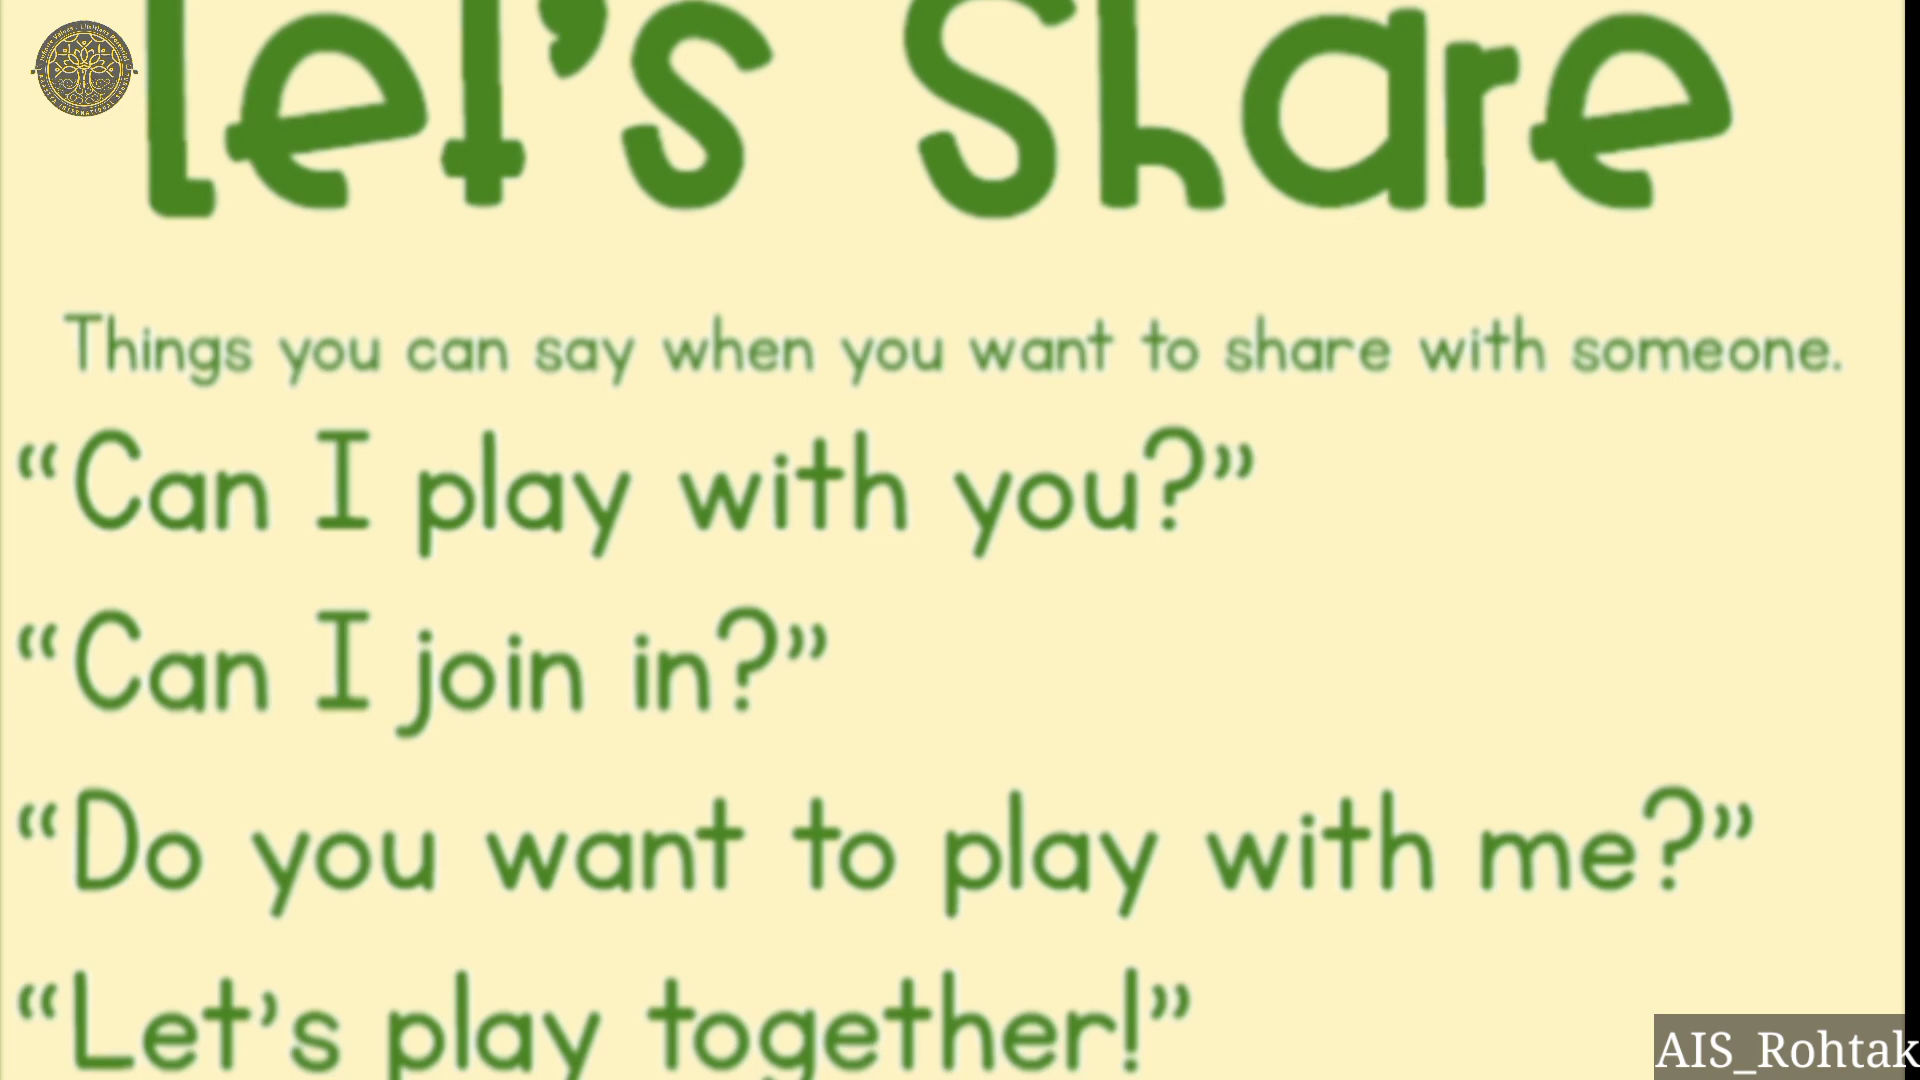 Let's Share
Things you can say when you want to share with someone.
“Can I play with you?”
“Can I join in?”
“Do you want to play with me?”
“Let's play together!”
AIS_Rohtak